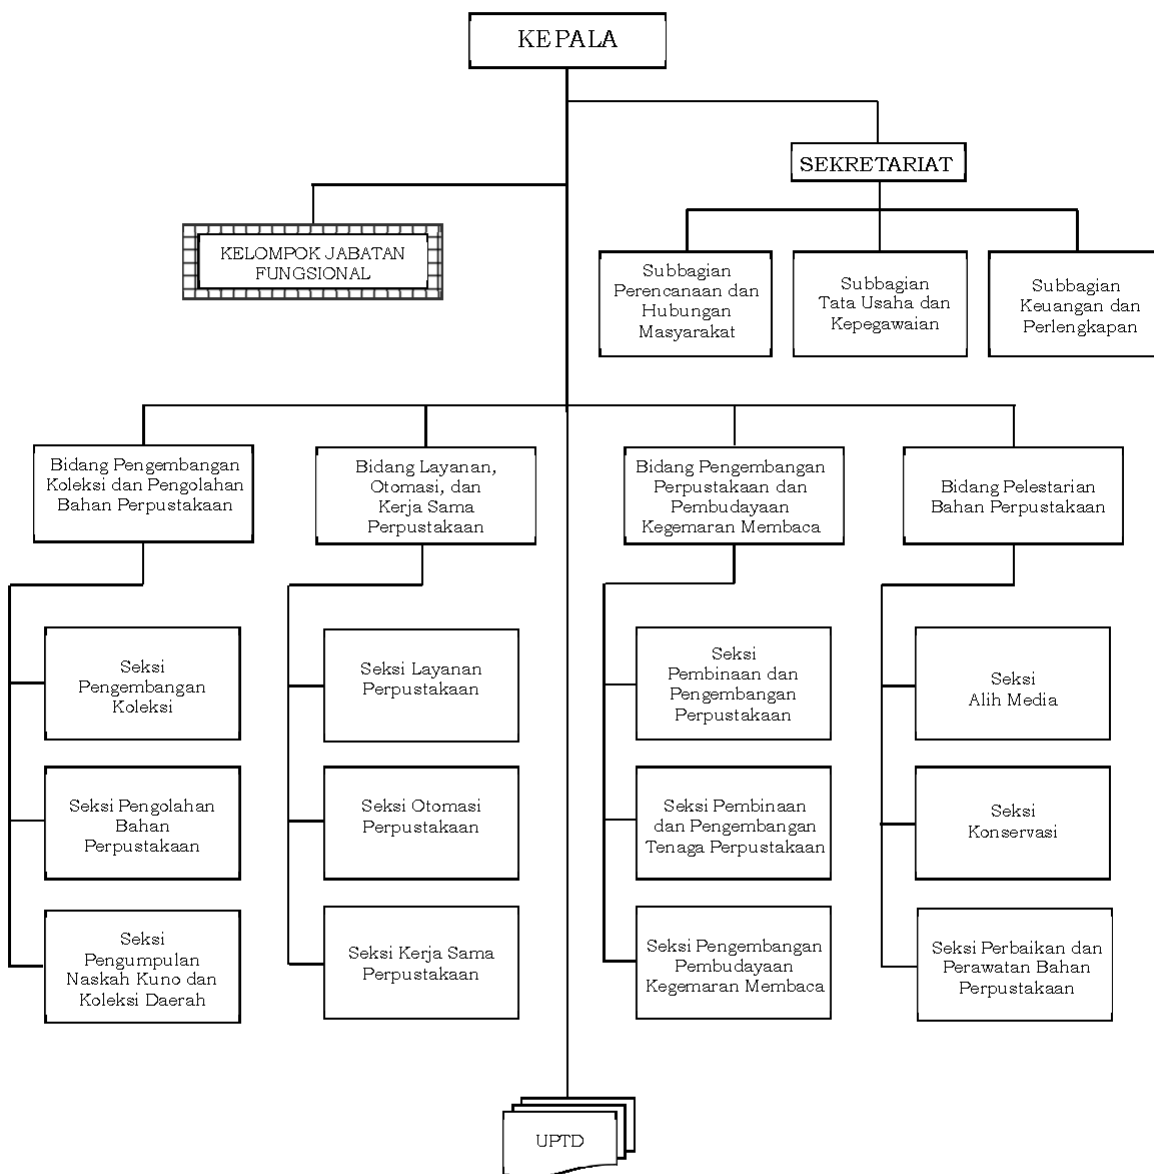 KEPALA
SEKRETARIAT
KELOMPOK JABATAN
FUNGSIONAL
Subbagian
Perencanaan dan
Hubungan
Masyarakat
Subbagian
Tata Usaha dan
Kepegawaian
Subbagian
Keuangan dan
Perlengkapan
Bidang Pengembangan
Koleksi dan Pengolahan
Bahan Perpustakaan
Bidang Layanan,
Otomasi, dan
Kerja Sama
Perpustakaan
Bidang Pengembangan
Perpustakaan dan
Pembudayaan
Kegemaran Membaca
Bidang Pelestarian
Bahan Perpustakaan
Seksi
Pengembangan
Koleksi
Seksi Layanan
Perpustakaan
Seksi
Pembinaan dan
Pengembangan
Perpustakaan
Seksi
Alih Media
Seksi Pengolahan
Bahan
Perpustakaan
Seksi Otomasi
Perpustakaan
Seksi Pembinaan
dan Pengembangan
Tenaga Perpustakaan
Seksi
Konservasi
Seksi
Pengumpulan
Naskah Kuno dan
Koleksi Daerah
Seksi Kerja Sama
Perpustakaan
Seksi Pengembangan
Pembudayaan
Kegemaran Membaca
Seksi Perbaikan dan
Perawatan Bahan
Perpustakaan
UPTD